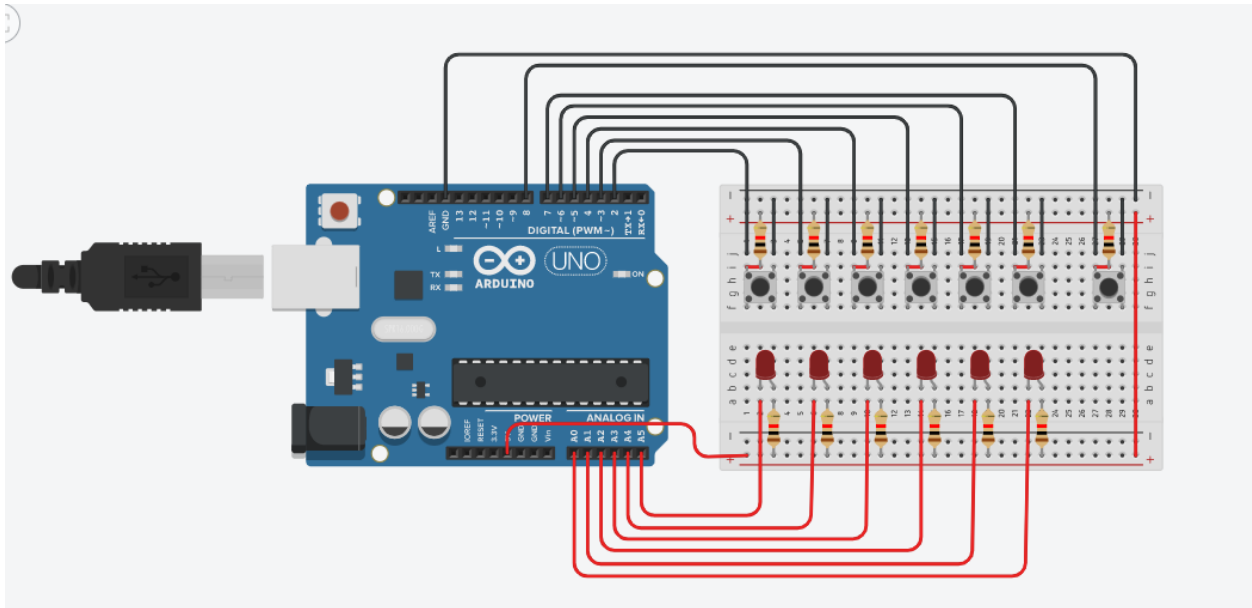 AREF
GND
13
12
~11
~10
~9
8
7
~6
~5
4
~3
2
TX→1
RX←0
DIGITAL (PWM~)
L
TX
RX
ARDUINO
UNO
ON
POWER
ANALOG IN
IOREF
RESET
3.3V
GND
GND
Vin
A0
A1
A2
A3
A4
A5
j
i
h
g
f
e
d
c
b
a
j
i
h
g
f
e
d
c
b
a